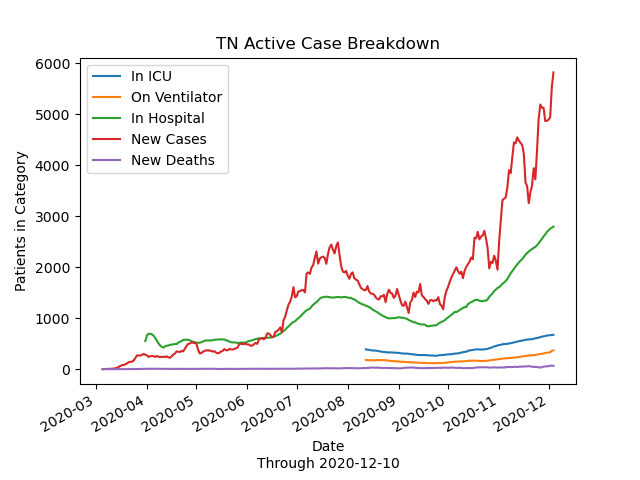 TN Active Case Breakdown
In ICU
On Ventilator
In Hospital
New Cases
New Deaths
Patients in Category
6000
5000
4000
3000
2000
1000
0
2020-03
2020-04
2020-05
2020-06
2020-07
2020-08
2020-09
2020-10
2020-11
2020-12
Date
Through 2020-12-10